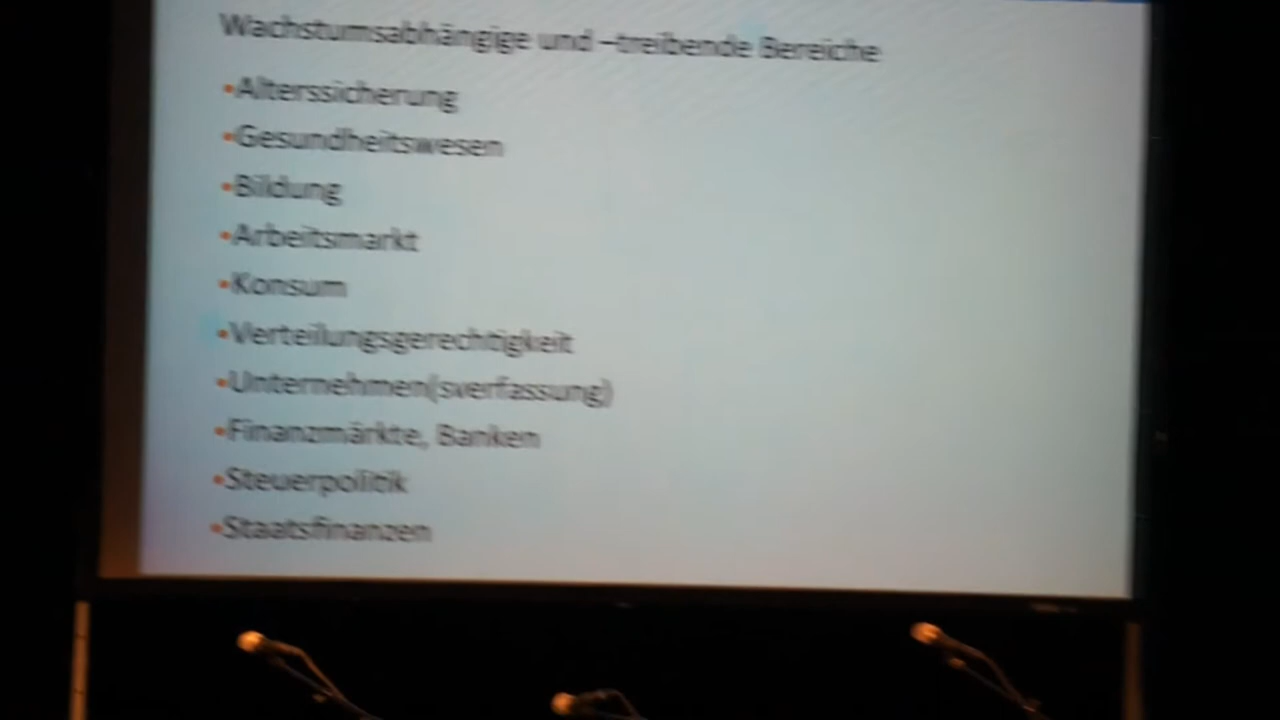 Wachstumsabhängige und –treibende Bereiche
•Alterssicherung
•Gesundheitswesen
•Bildung
•Arbeitsmarkt
•Konsum
•Verteilungsgerechtigkeit
•Unternehmen(sverfassung)
•Finanzmärkte, Banken
•Steuerpolitik
•Staatsfinanzen